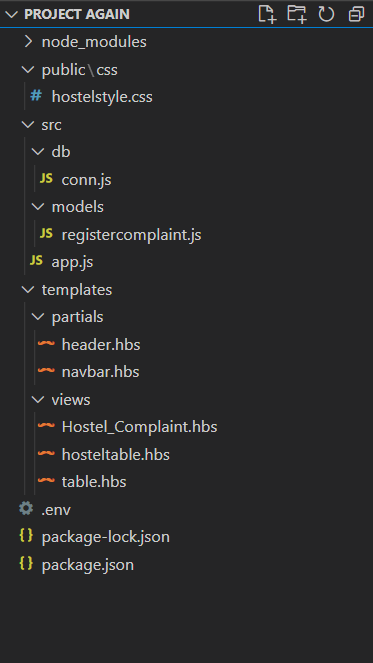 PROJECT AGAIN
node_modules
public\css
# hostelstyle.css
src
db
JS conn.js
models
JS registercomplaint.js
JS app.js
templates
partials
header.hbs
navbar.hbs
views
Hostel_Complaint.hbs
hosteltable.hbs
table.hbs
.env
{} package-lock.json
{} package.json